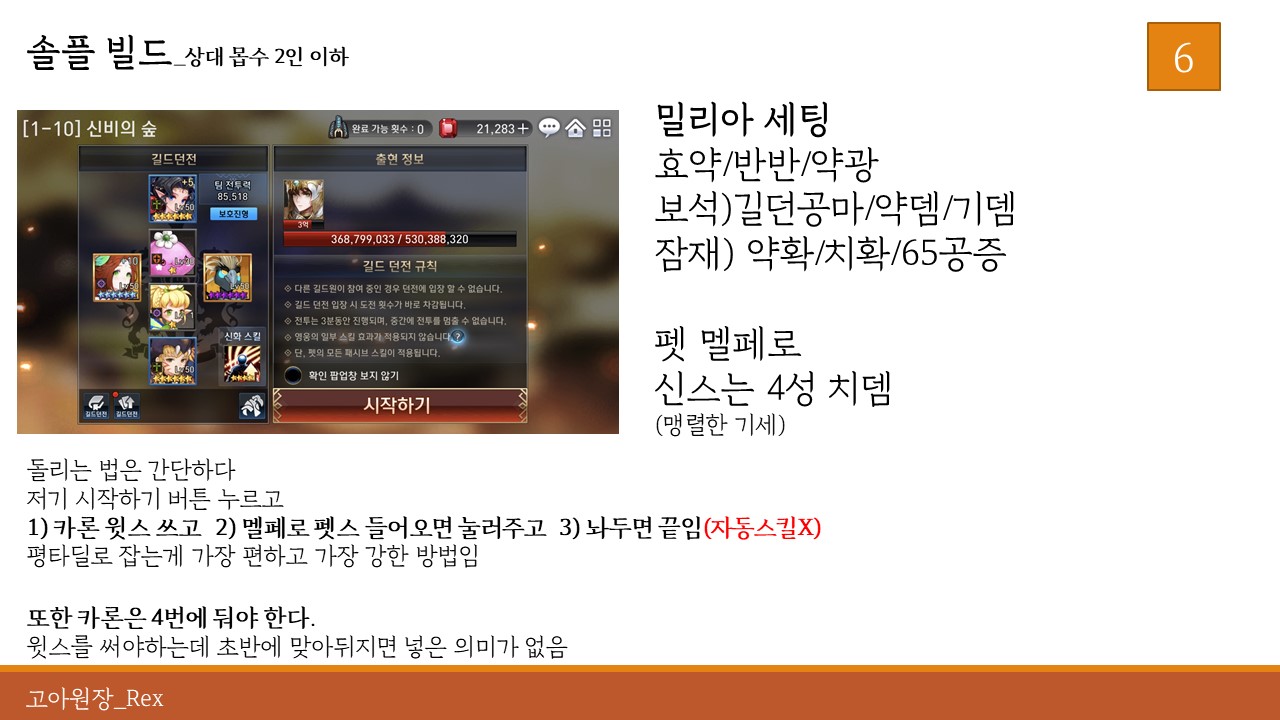 솔플 빌드_상대 몹수 2인 이하
6
[1-10] 신비의 숲
완료 가능 횟수 : 0
21,283+
길드던전
출현 정보
+5
Lv50
팀 전투력
85,518
보호진형
3억
368,799,033 / 530,388,320
길드 던전 규칙
다른 길드원이 참여 중인 경우 던전에 입장 할 수 없습니다.
길드 던전 입장 시 도전 횟수가 바로 차감됩니다.
전투는 3분동안 진행되며, 중간에 전투를 멈출 수 없습니다.
영웅의 일부 스킬 효과가 적용되지 않습니다. ?
단, 펫의 모든 패시브 스킬이 적용됩니다.
Lv30
+10
Lv50
Lv50
Lv50
Lv50
신화 스킬
확인 팝업창 보지 않기
길드던전
길드던전
시작하기
밀리아 세팅
효약/반반/약광
보석)길던공마/약뎀/기뎀
잠재) 약확/치확/65공증
펫 멜페로
신스는 4성 치뎀
(맹렬한 기세)
돌리는 법은 간단하다
저기 시작하기 버튼 누르고
1) 카론 윗스 쓰고 2) 멜페로 펫스 들어오면 눌러주고 3) 놔두면 끝임(자동스킬X)
평타딜로 잡는게 가장 편하고 가장 강한 방법임
또한 카론은 4번에 둬야 한다.
윗스를 써야하는데 초반에 맞아뒤지면 넣은 의미가 없음
고아원장_Rex